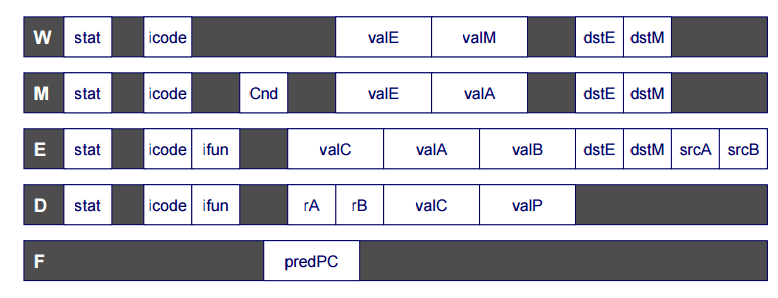 W stat icode valE valM dstE dstM
M stat icode Cnd valE valA dstE dstM
E stat icode ifun valC valA valB dstE dstM srcA srcB
D stat icode ifun rA rB valC valP
F predPC